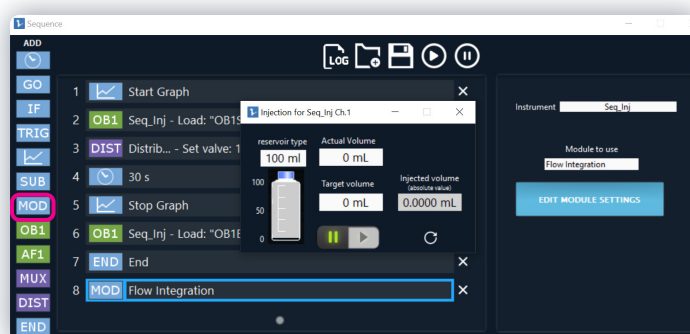 Sequence
ADD
LOG
GO
IF
TRIG
SUB
MOD
OB1
AF1
MUX
DIST
END
1 Start Graph
2 OB1 Seq_Inj - Load: "OB1S
3 DIST Distrib... - Set valve: 1
4 30 s
5 Stop Graph
6 OB1 Seq_Inj - Load: "OB1E
7 END End
8 MOD Flow Integration
Injection for Seq_Inj Ch.1
reservoir type
100 ml
Actual Volume
0 mL
Target volume
0 mL
Injected volume
(absolute value)
0.0000 mL
100
50
0
Instrument Seq_Inj
Module to use
Flow Integration
EDIT MODULE SETTINGS